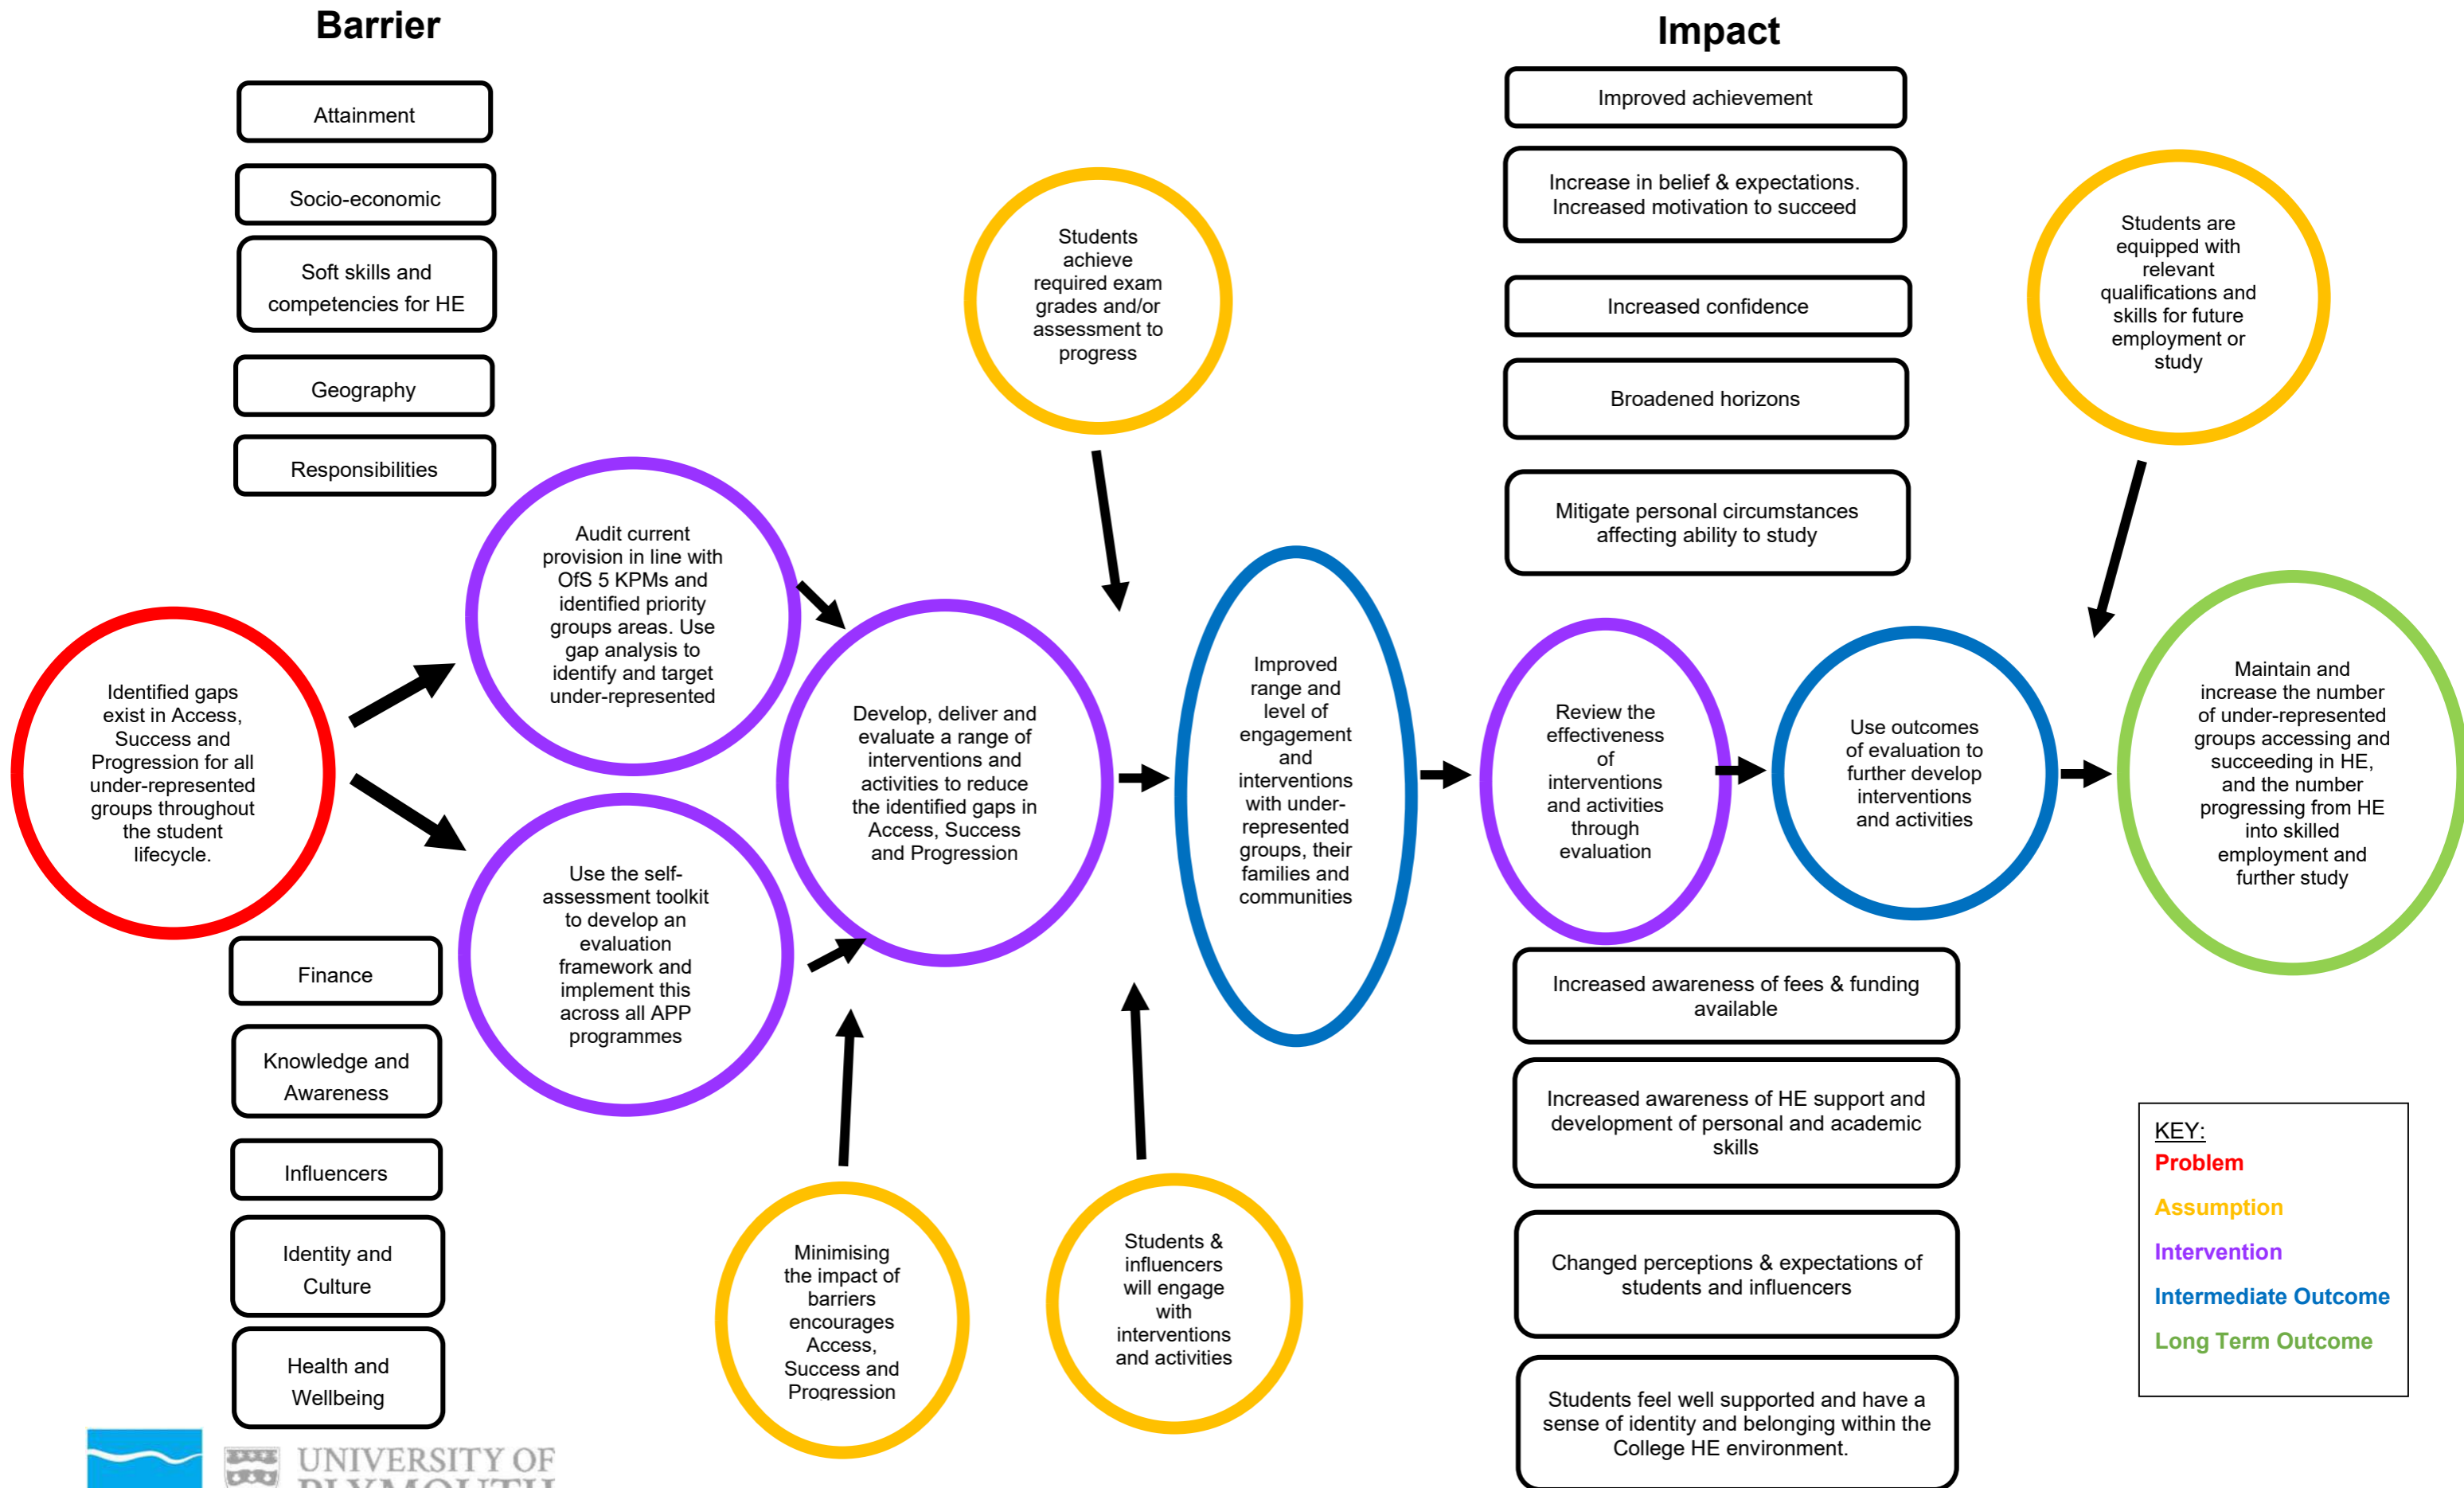 Barrier
Attainment
Socio-economic
Soft skills and
competencies for HE
Geography
Responsibilities
Identified gaps
exist in Access,
Success and
Progression for all
under-represented
groups throughout
the student
lifecycle.
Finance
Knowledge and
Awareness
Influencers
Identity and
Culture
Health and
Wellbeing
Audit current
provision in line with
OfS 5 KPMs and
identified priority
groups areas. Use
gap analysis to
identify and target
under-represented
Use the self-
assessment toolkit
to develop an
evaluation
framework and
implement this
across all APP
programmes
Develop, deliver and
evaluate a range of
interventions and
activities to reduce
the identified gaps in
Access, Success
and Progression
Minimising
the impact of
barriers
encourages
Access,
Success and
Progression
Students
achieve
required exam
grades and/or
assessment to
progress
Students &
influencers
will engage
with
interventions
and activities
Improved
range and
level of
engagement
and
interventions
with under-
represented
groups, their
families and
communities
Impact
Improved achievement
Increase in belief & expectations.
Increased motivation to succeed
Increased confidence
Broadened horizons
Mitigate personal circumstances
affecting ability to study
Review the
effectiveness
of
interventions
and activities
through
evaluation
Use outcomes
of evaluation to
further develop
interventions
and activities
Increased awareness of fees & funding
available
Increased awareness of HE support and
development of personal and academic
skills
Changed perceptions & expectations of
students and influencers
Students feel well supported and have a
sense of identity and belonging within the
College HE environment.
Students are
equipped with
relevant
qualifications and
skills for future
employment or
study
Maintain and
increase the number
of under-represented
groups accessing and
succeeding in HE,
and the number
progressing from HE
into skilled
employment and
further study
KEY:
Problem
Assumption
Intervention
Intermediate Outcome
Long Term Outcome
UNIVERSITY OF
PLYMOUTH